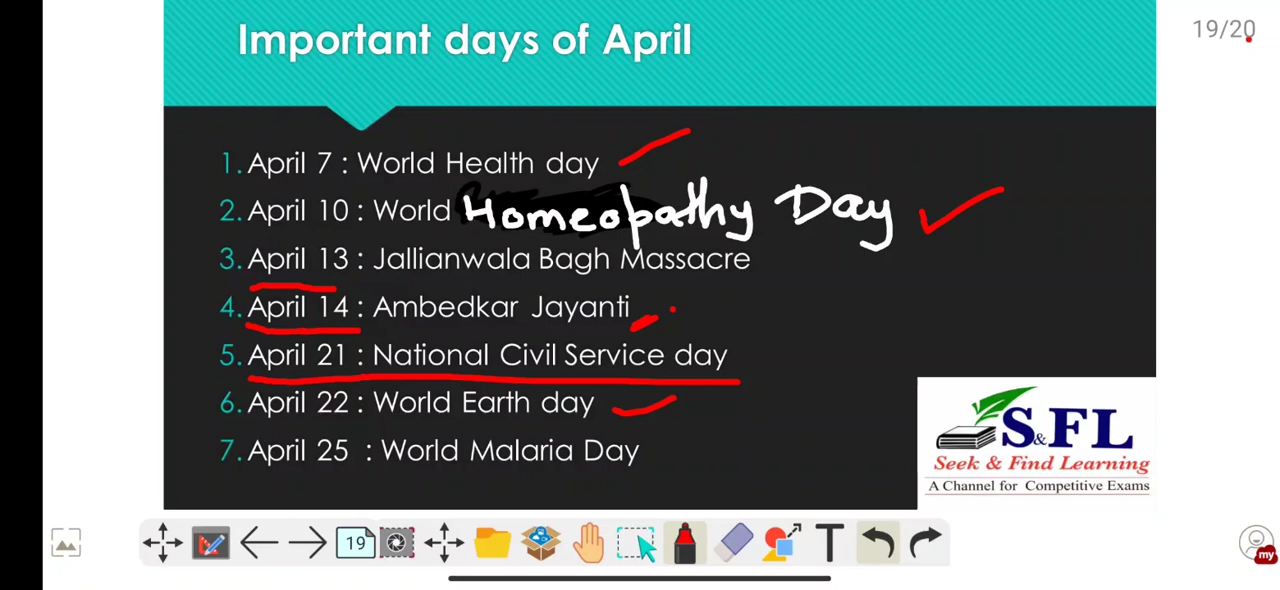 Important days of April
19/20
1. April 7 : World Health day
2. April 10 : World Homeopathy Day
3. April 13 : Jallianwala Bagh Massacre
4. April 14 : Ambedkar Jayanti
5. April 21 : National Civil Service day
6. April 22 : World Earth day
7. April 25 : World Malaria Day
S&FL
Seek & Find Learning
A Channel for Competitive Exams
19
T
my